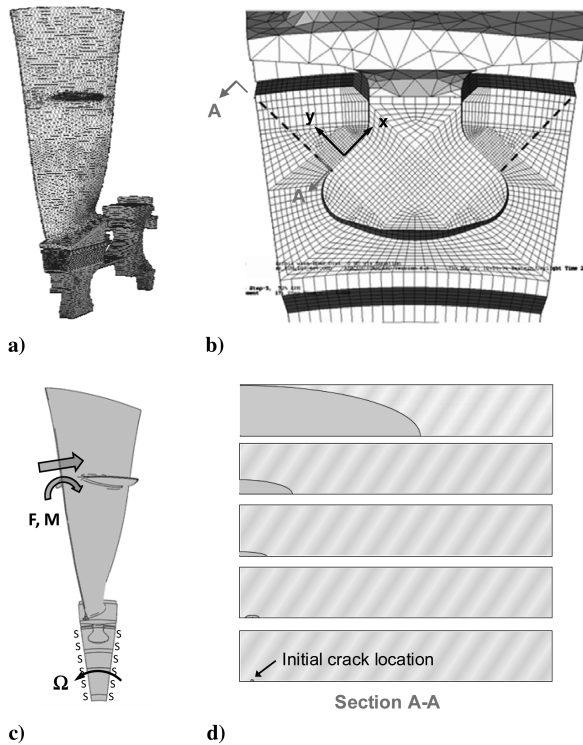 a)
A
y
x
A
b)
F, M
S S
S S
S S
S S
S S
S S
Ω
c)
Initial crack location
Section A-A
d)